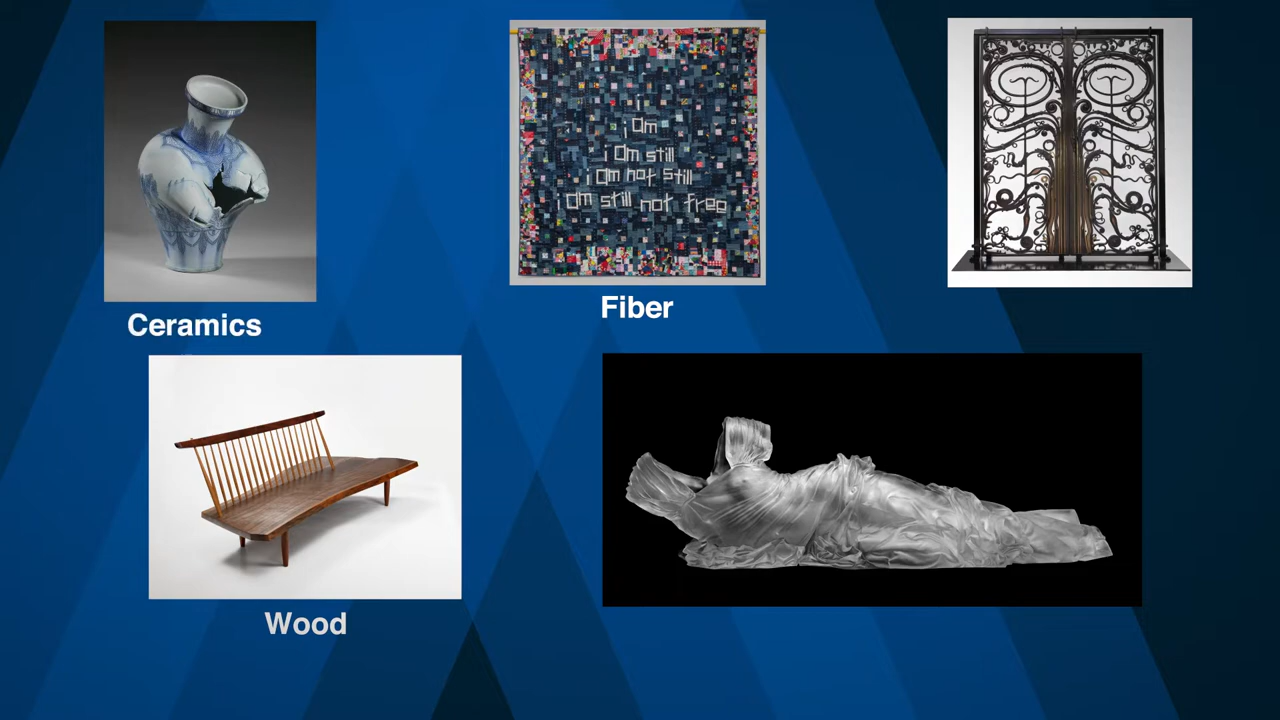 i
i am
i am still
i am not still
i am still not free
Ceramics
Fiber
Wood